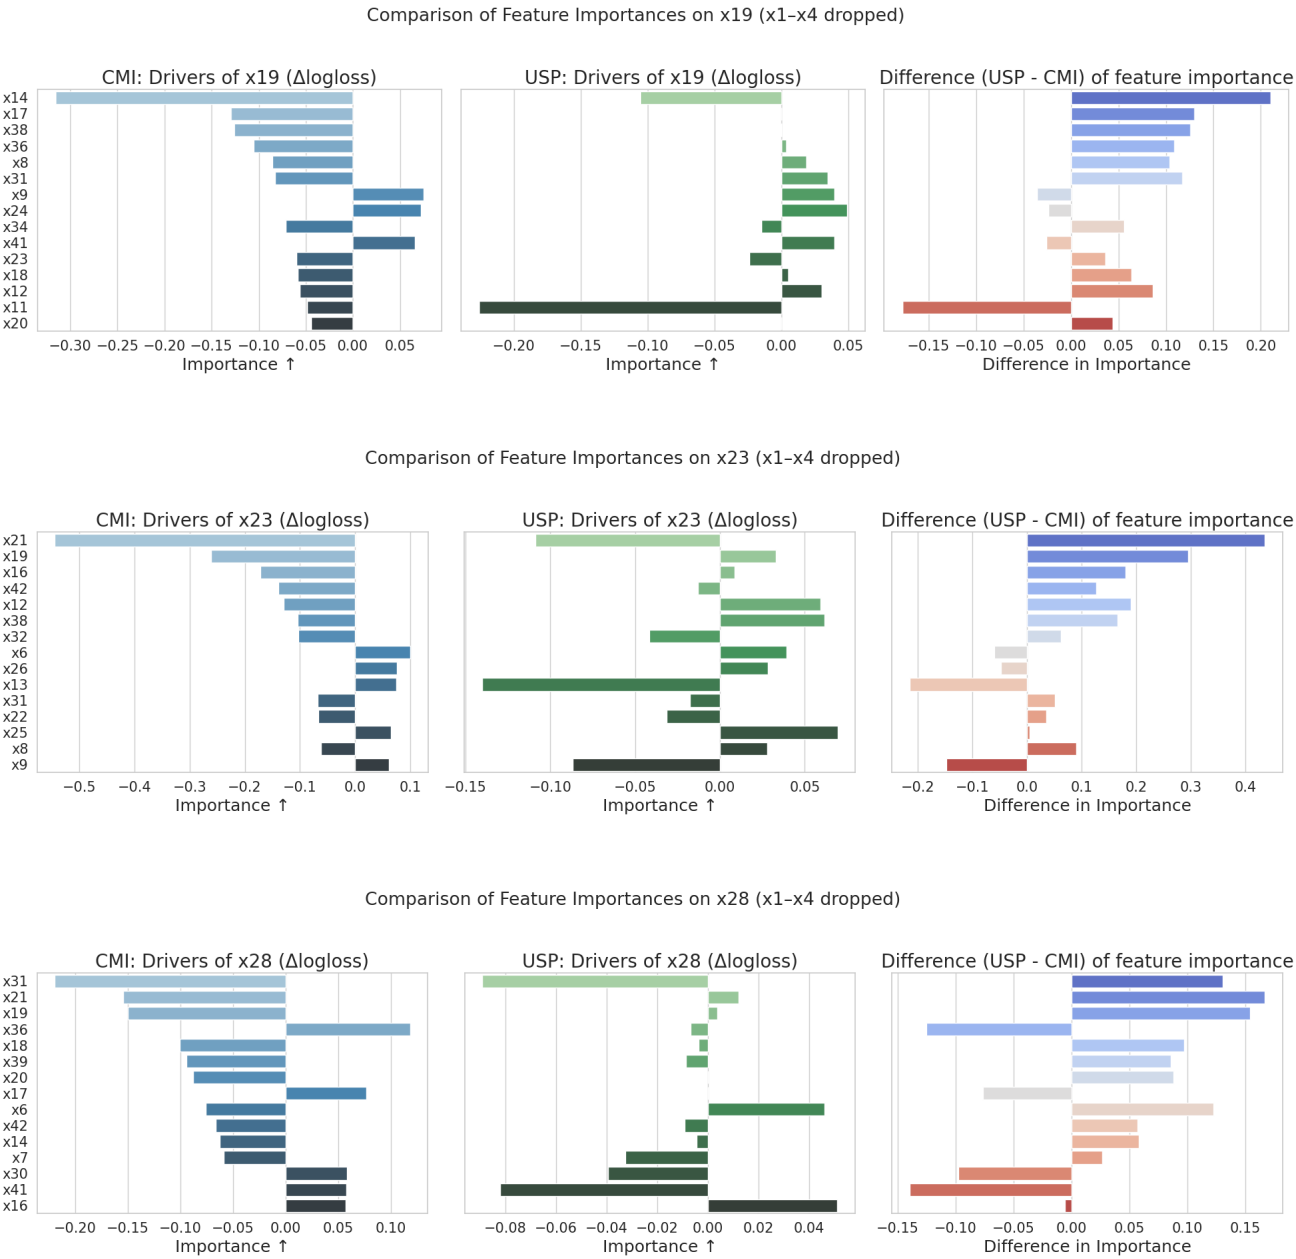 Comparison of Feature Importances on x19 (x1–x4 dropped)
CMI: Drivers of x19 (Δlogloss)
USP: Drivers of x19 (Δlogloss)
Difference (USP - CMI) of feature importance
x14
x17
x38
x36
x8
x31
x9
x24
x34
x41
x23
x18
x12
x11
x20
−0.30 −0.25 −0.20 −0.15 −0.10 −0.05 0.00 0.05
−0.20 −0.15 −0.10 −0.05 0.00 0.05
−0.15 −0.10 −0.05 0.00 0.05 0.10 0.15 0.20
Importance ↑
Importance ↑
Difference in Importance
Comparison of Feature Importances on x23 (x1–x4 dropped)
CMI: Drivers of x23 (Δlogloss)
USP: Drivers of x23 (Δlogloss)
Difference (USP - CMI) of feature importance
x21
x19
x16
x42
x12
x38
x32
x6
x26
x13
x31
x22
x25
x8
x9
−0.5 −0.4 −0.3 −0.2 −0.1 0.0 0.1
−0.15 −0.10 −0.05 0.00 0.05
−0.2 −0.1 0.0 0.1 0.2 0.3 0.4
Importance ↑
Importance ↑
Difference in Importance
Comparison of Feature Importances on x28 (x1–x4 dropped)
CMI: Drivers of x28 (Δlogloss)
USP: Drivers of x28 (Δlogloss)
Difference (USP - CMI) of feature importance
x31
x21
x19
x36
x18
x39
x20
x17
x6
x42
x14
x7
x30
x41
x16
−0.20 −0.15 −0.10 −0.05 0.00 0.05 0.10
−0.08 −0.06 −0.04 −0.02 0.00 0.02 0.04
−0.15 −0.10 −0.05 0.00 0.05 0.10 0.15
Importance ↑
Importance ↑
Difference in Importance